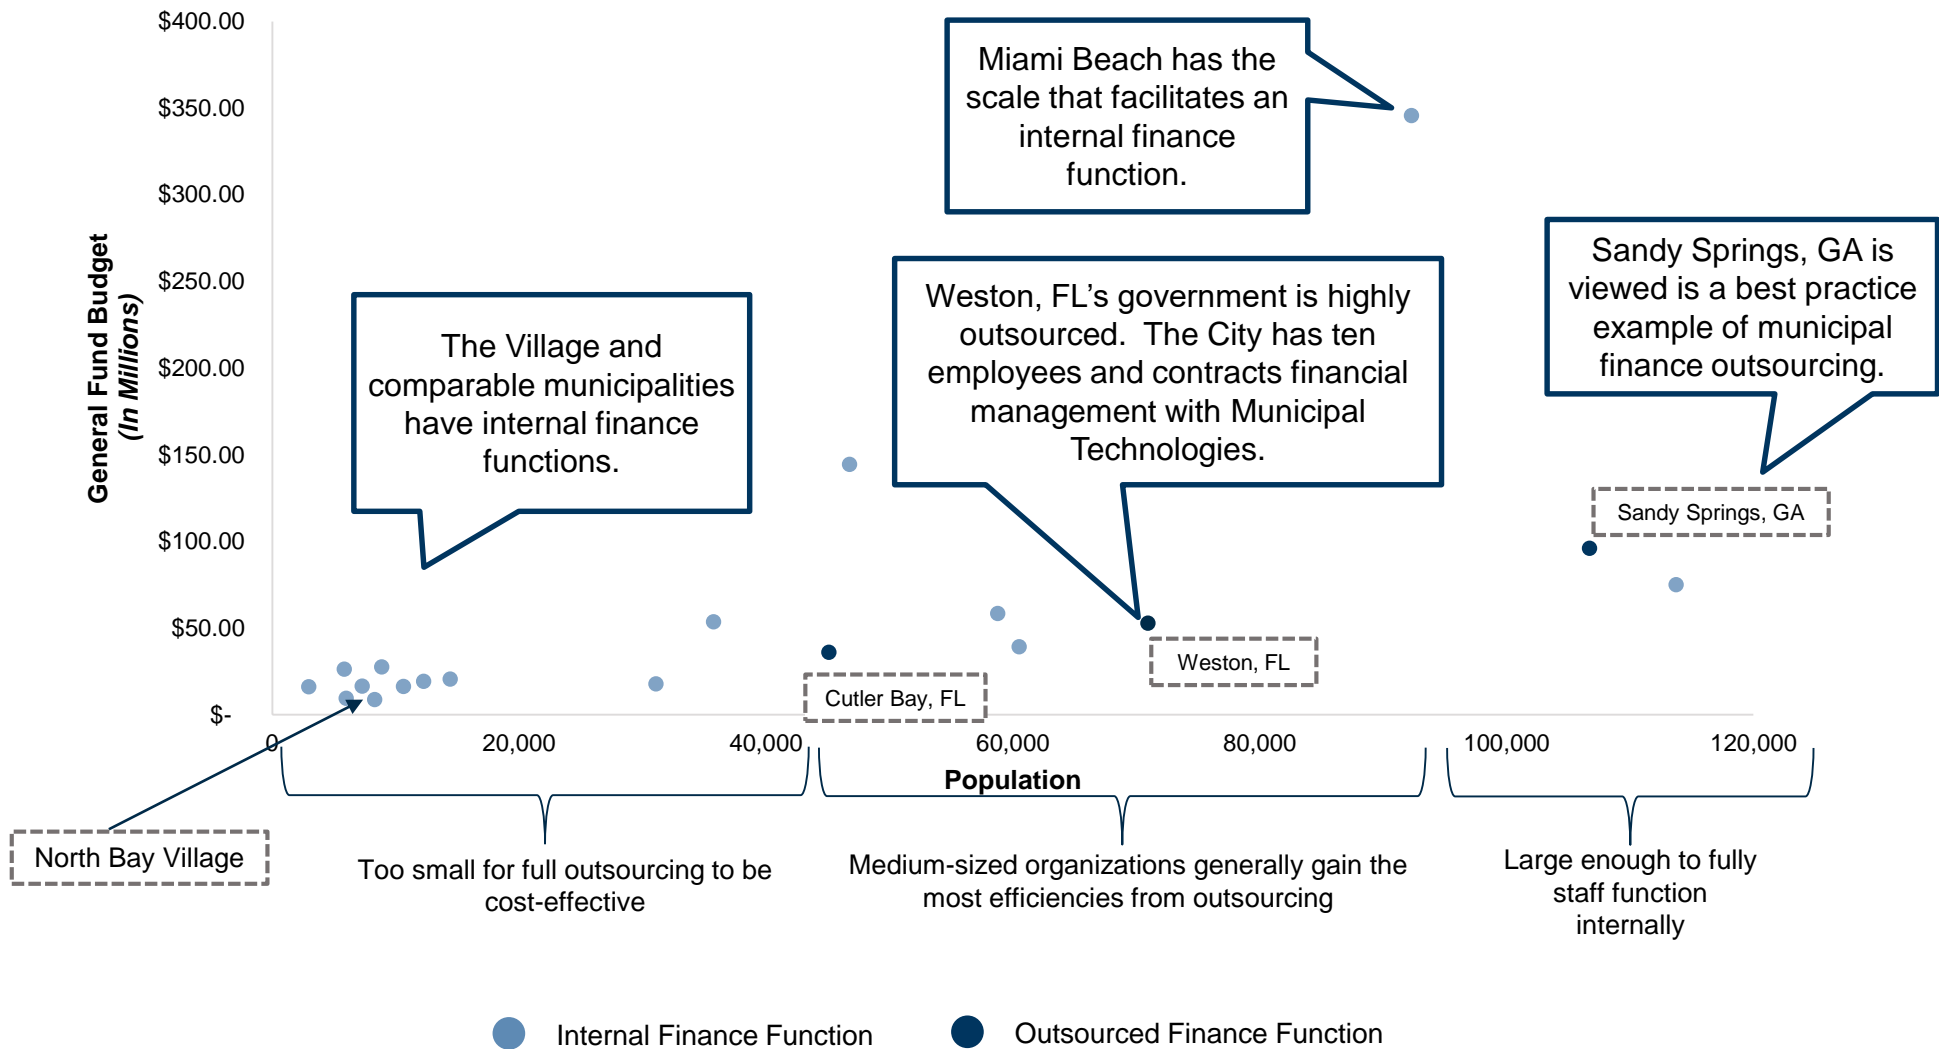 $400.00
$350.00
$300.00
$250.00
$200.00
$150.00
$100.00
$50.00
$-
General Fund Budget
(In Millions)
Miami Beach has the
scale that facilitates an
internal finance
function.
Sandy Springs, GA is
viewed is a best practice
example of municipal
finance outsourcing.
Weston, FL’s government is highly
outsourced.  The City has ten
employees and contracts financial
management with Municipal
Technologies.
The Village and
comparable municipalities
have internal finance
functions.
Sandy Springs, GA
Weston, FL
Cutler Bay, FL
0
20,000
40,000
60,000
80,000
100,000
120,000
Population
North Bay Village
Too small for full outsourcing to be
cost-effective
Medium-sized organizations generally gain the
most efficiencies from outsourcing
Large enough to fully
staff function
internally
Internal Finance Function
Outsourced Finance Function